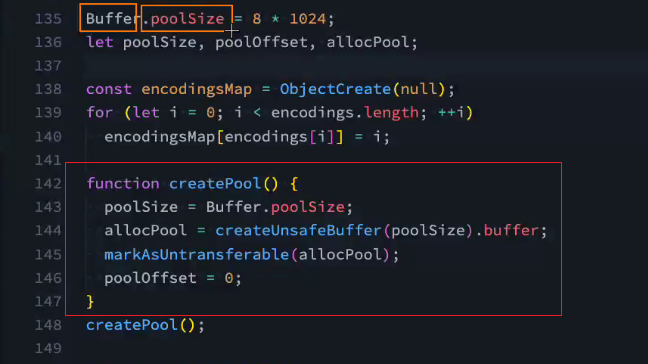 135 Buffer.poolSize = 8 * 1024;
136 let poolSize, poolOffset, allocPool;
137
138 const encodingsMap = ObjectCreate(null);
139 for (let i = 0; i < encodings.length; ++i)
140   encodingsMap[encodings[i]] = i;
141
142 function createPool() {
143   poolSize = Buffer.poolSize;
144   allocPool = createUnsafeBuffer(poolSize).buffer;
145   markAsUntransferable(allocPool);
146   poolOffset = 0;
147 }
148 createPool();
149